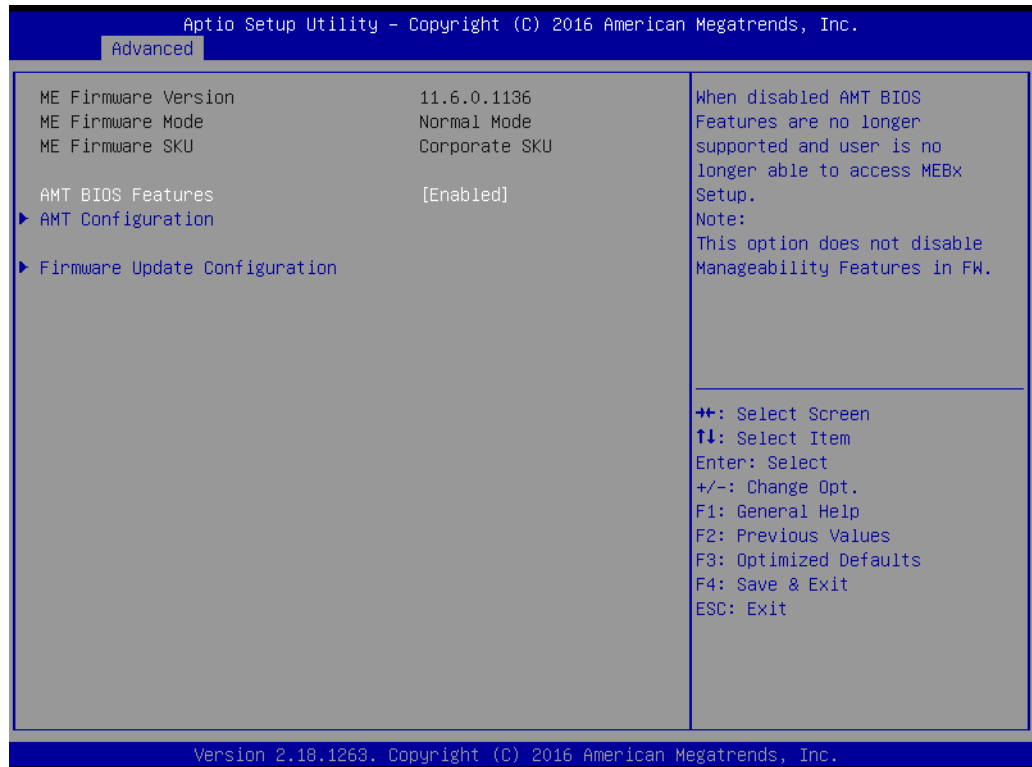 Aptio Setup Utility – Copyright (C) 2016 American Megatrends, Inc.
Advanced
ME Firmware Version 11.6.0.1136
ME Firmware Mode Normal Mode
ME Firmware SKU Corporate SKU
AMT BIOS Features [Enabled]
▶ AMT Configuration
▶ Firmware Update Configuration
When disabled AMT BIOS
Features are no longer
supported and user is no
longer able to access MEBx
Setup.
Note:
This option does not disable
Manageability Features in FW.
→←: Select Screen
↑↓: Select Item
Enter: Select
+/-: Change Opt.
F1: General Help
F2: Previous Values
F3: Optimized Defaults
F4: Save & Exit
ESC: Exit
Version 2.18.1263. Copyright (C) 2016 American Megatrends, Inc.